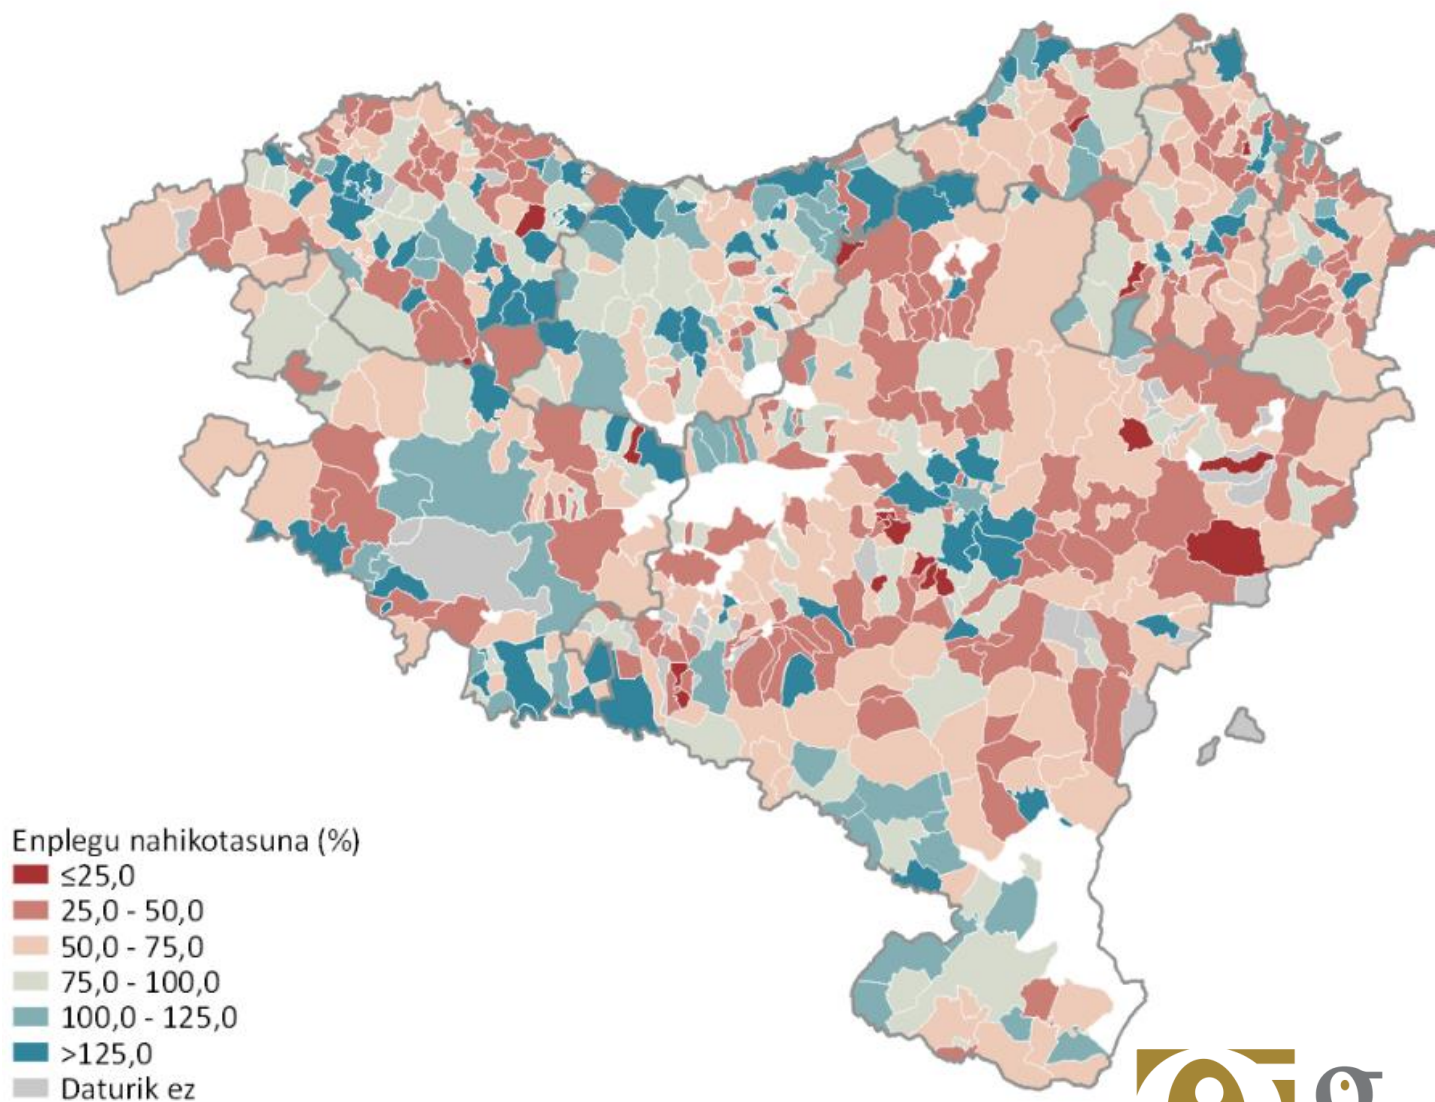 Enplegu nahikotasuna (%)
≤25,0
25,0 - 50,0
50,0 - 75,0
75,0 - 100,0
100,0 - 125,0
>125,0
Daturik ez
g